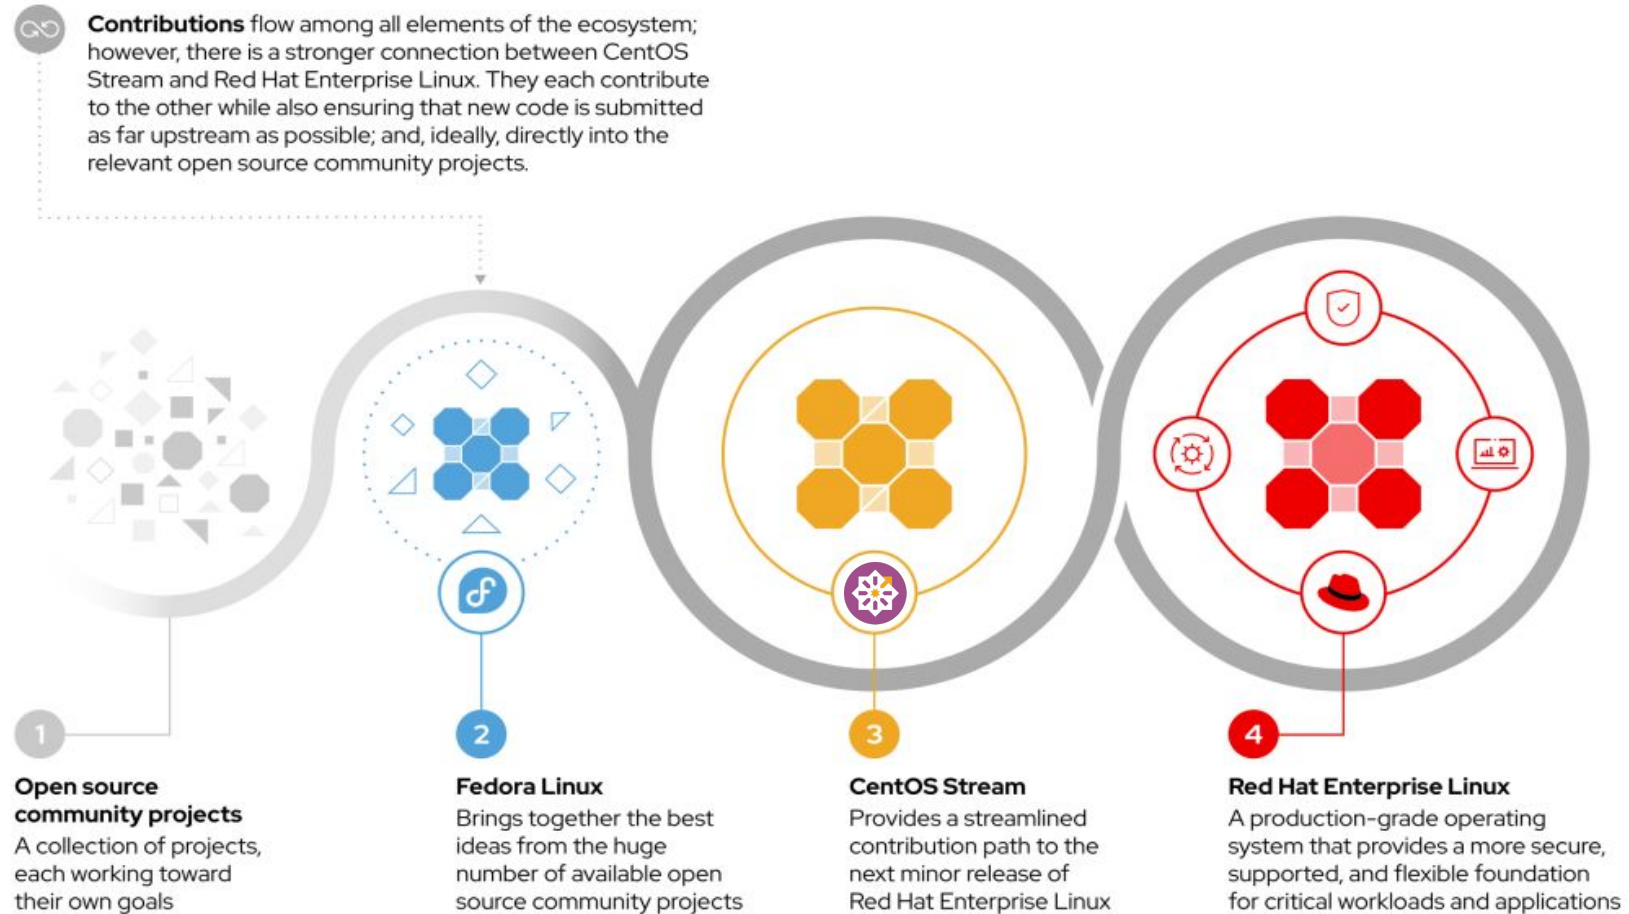 Contributions flow among all elements of the ecosystem;
however, there is a stronger connection between CentOS
Stream and Red Hat Enterprise Linux. They each contribute
to the other while also ensuring that new code is submitted
as far upstream as possible; and, ideally, directly into the
relevant open source community projects.
1
Open source
community projects
A collection of projects,
each working toward
their own goals
2
Fedora Linux
Brings together the best
ideas from the huge
number of available open
source community projects
3
CentOS Stream
Provides a streamlined
contribution path to the
next minor release of
Red Hat Enterprise Linux
4
Red Hat Enterprise Linux
A production-grade operating
system that provides a more secure,
supported, and flexible foundation
for critical workloads and applications